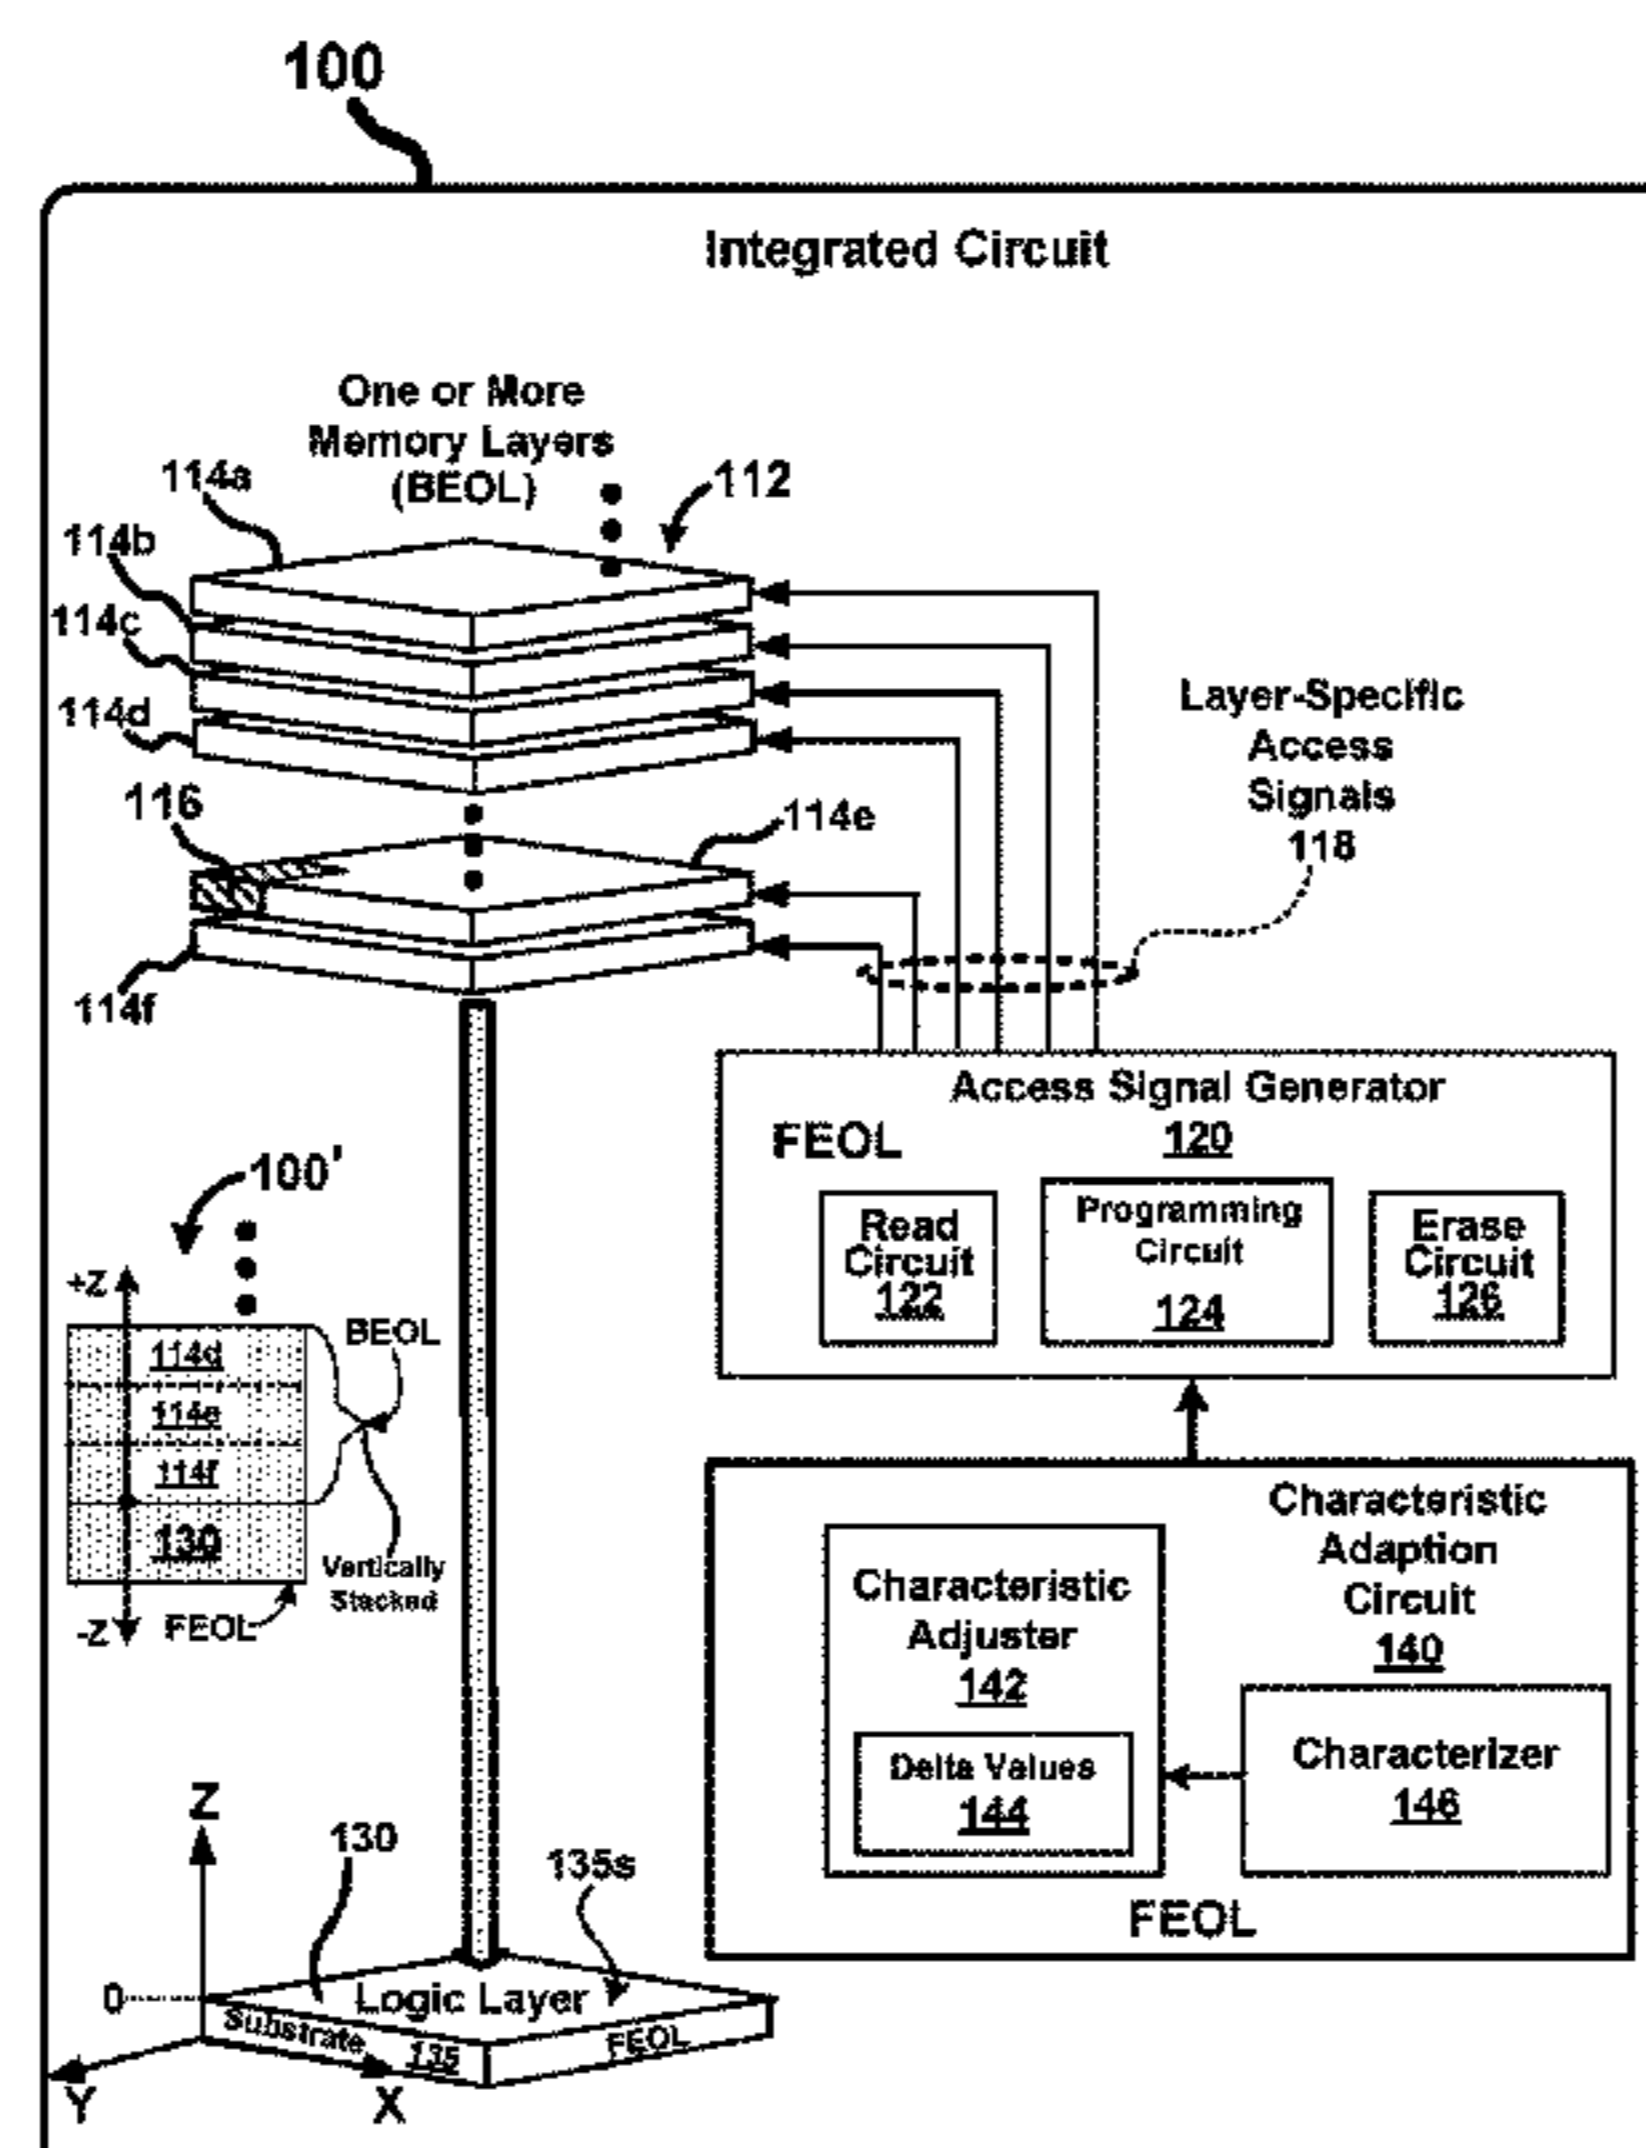 100
Integrated Circuit
One or More
Memory Layers
(BEOL)
112
114a
114b
114c
114d
116
114e
114f
Layer-Specific
Access
Signals
118
Access Signal Generator
120
FEOL
Read
Circuit
122
Programming
Circuit
124
Erase
Circuit
126
100'
+Z
BEOL
114d
114e
114f
130
Vertically
Stacked
-Z
FEOL
Characteristic
Adaption
Circuit
140
Characteristic
Adjuster
142
Delta Values
144
Characterizer
146
FEOL
Z
130
135s
0
Logic Layer
Substrate
135
FEOL
Y
X